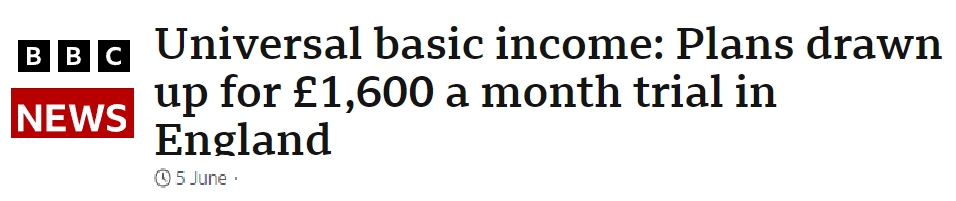 BBC
NEWS
Universal basic income: Plans drawn
up for £1,600 a month trial in
England
5 June ·